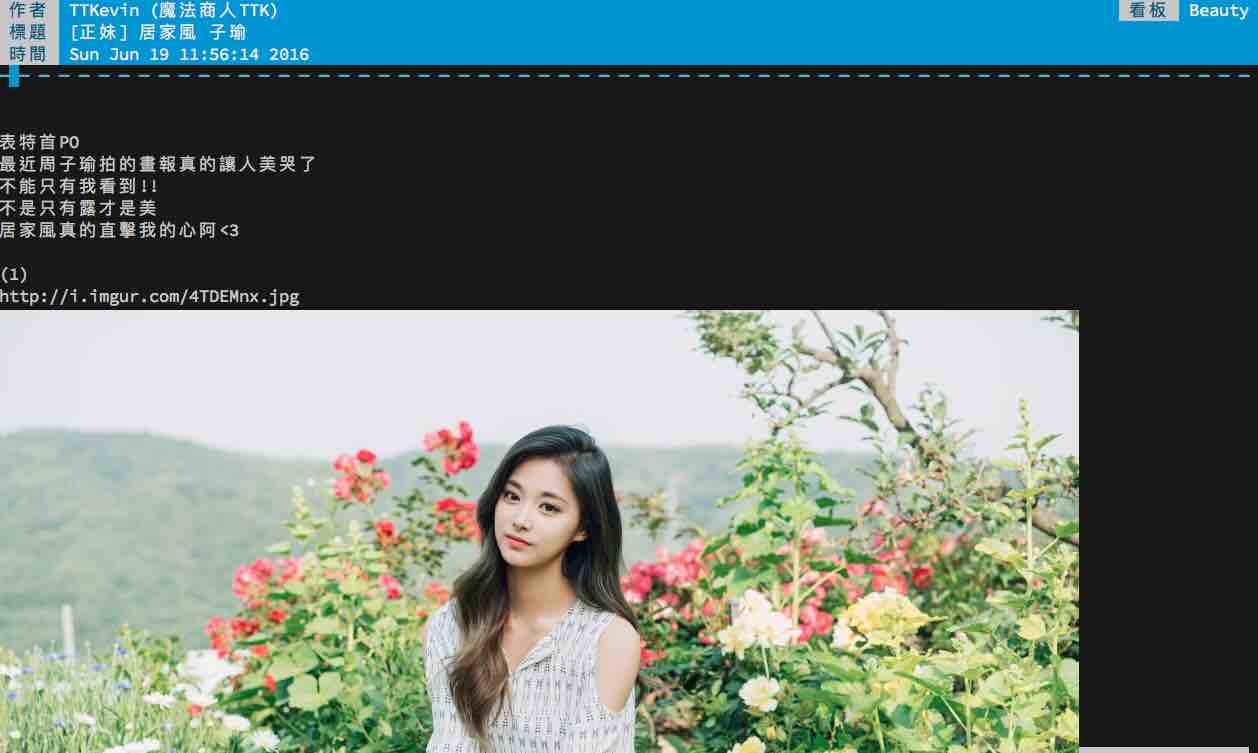 作者 TTKevin (魔法商人TTK) 看板 Beauty
標題 [正妹] 居家風 子瑜
時間 Sun Jun 19 11:56:14 2016
表特首PO
最近周子瑜拍的畫報真的讓人美哭了
不能只有我看到!!
不是只有露才是美
居家風真的直擊我的心阿<3
(1)
http://i.imgur.com/4TDEMnx.jpg